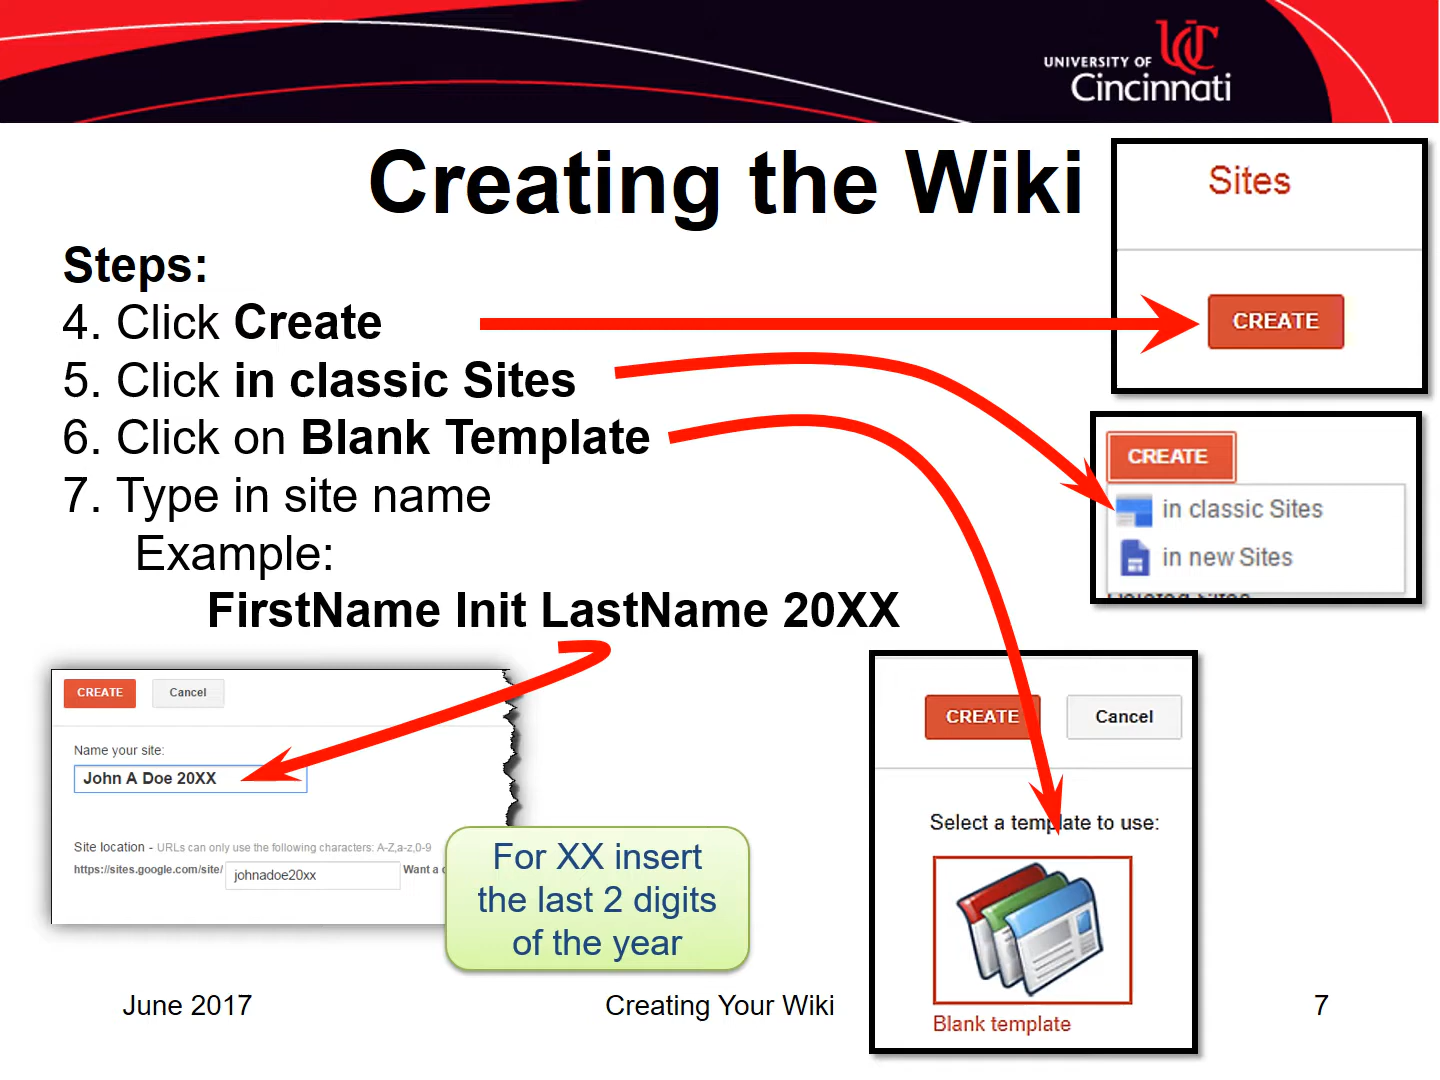 UNIVERSITY OF
Cincinnati
Creating the Wiki
Steps:
4. Click Create
5. Click in classic Sites
6. Click on Blank Template
7. Type in site name
Example:
FirstName Init LastName 20XX
Sites
CREATE
CREATE
in classic Sites
in new Sites
CREATE Cancel
Name your site:
John A Doe 20XX
Site location - URLs can only use the following characters: A-Z,a-z,0-9
https://sites.google.com/site/ johnadoe20xx Want a
For XX insert
the last 2 digits
of the year
CREATE Cancel
Select a template to use:
Blank template
June 2017 Creating Your Wiki 7